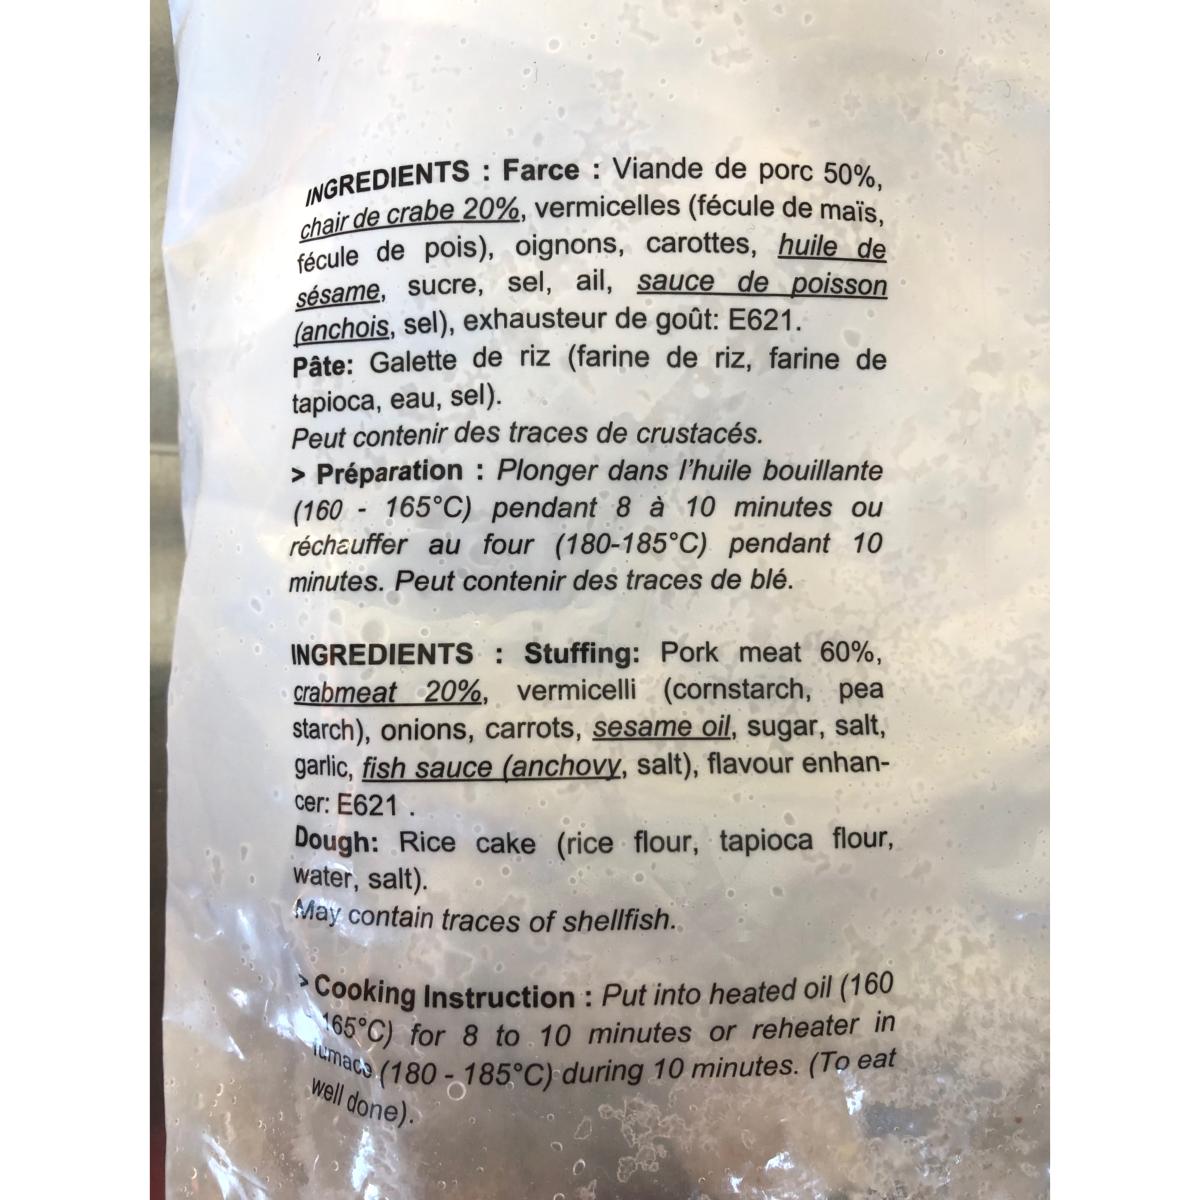 INGREDIENTS : Farce : Viande de porc 50%,
chair de crabe 20%, vermicelles (fécule de maïs,
fécule de pois), oignons, carottes, huile de
sésame, sucre, sel, ail, sauce de poisson
(anchois, sel), exhausteur de goût: E621.
Pâte: Galette de riz (farine de riz, farine de
tapioca, eau, sel).
Peut contenir des traces de crustacés.
> Préparation : Plonger dans l'huile bouillante
(160 - 165°C) pendant 8 à 10 minutes ou
réchauffer au four (180-185°C) pendant 10
minutes. Peut contenir des traces de blé.
INGREDIENTS : Stuffing: Pork meat 60%,
crabmeat 20%, vermicelli (cornstarch, pea
starch), onions, carrots, sesame oil, sugar, salt,
garlic, fish sauce (anchovy, salt), flavour enhan-
cer: E621 .
Dough: Rice cake (rice flour, tapioca flour,
water, salt).
May contain traces of shellfish.
> Cooking Instruction : Put into heated oil (160
- 165°C) for 8 to 10 minutes or reheater in
furnace (180 - 185°C) during 10 minutes. (To eat
well done).